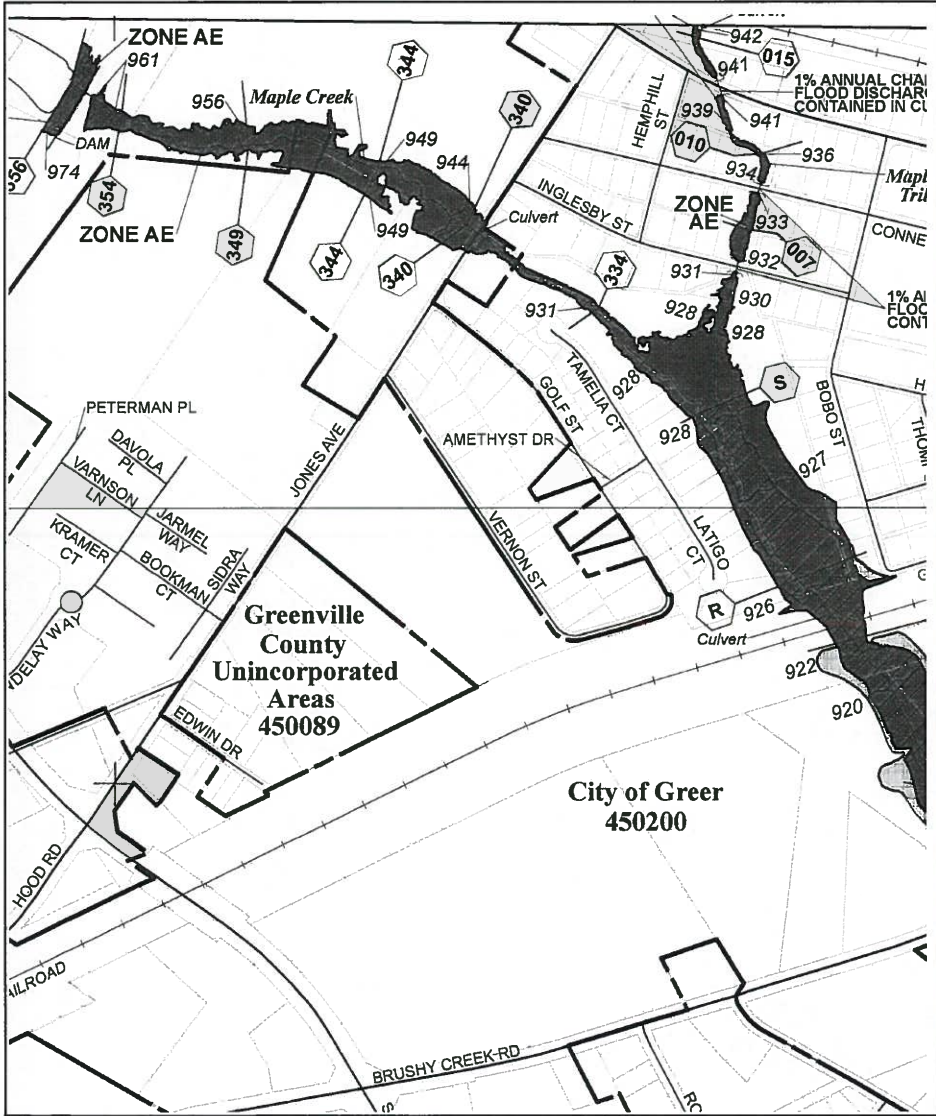 ZONE AE
961
956
Maple Creek
344
340
949
944
DAM
974
354
ZONE AE
349
344
949
340
Culvert
942
015
941
1% ANNUAL CHA
FLOOD DISCHARG
CONTAINED IN CU
HEMPHILL
ST
939
010
941
936
934
INGLESBY ST
ZONE
AE
933
CONNE
007
932
334
931
931
930
928
928
1% A
FLOO
CONT
TAMELIA CT
928
928
S
BOBO ST
927
PETERMAN PL
DAVOLA
PL
VARNSON
LN
JARMEL
WAY
KRAMER
CT
BOOKMAN
CT
SIDRA
WAY
JONES AVE
GOLF ST
AMETHYST DR
VERNON ST
LATIGO
CT
R
926
Culvert
922
920
NDELAY WAY
Greenville
County
Unincorporated
Areas
450089
EDWIN DR
City of Greer
450200
HOOD RD
AILROAD
BRUSHY CREEK RD